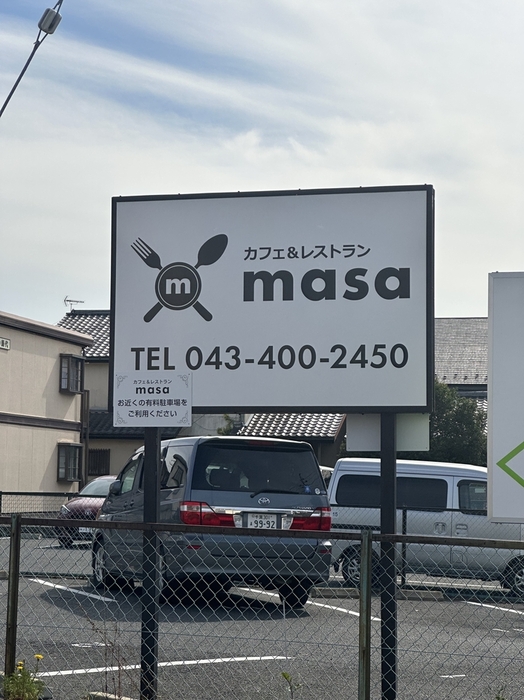 カフェ&レストラン
m
masa
TEL 043-400-2450
カフェ&レストラン
masa
お近くの有料駐車場を
ご利用ください
99-92